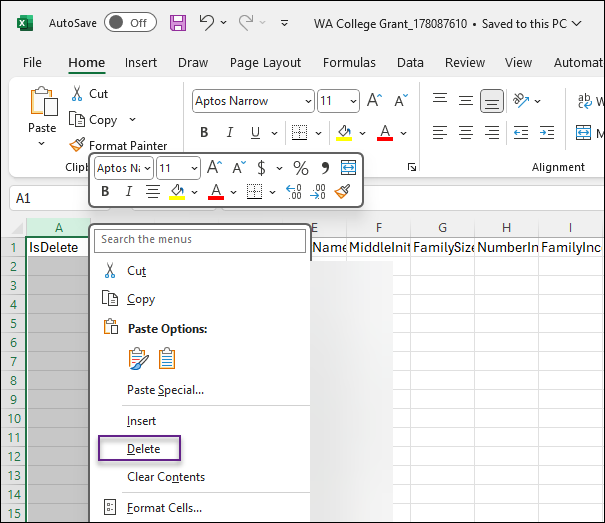 AutoSave Off WA College Grant_178087610 • Saved to this PC
File Home Insert Draw Page Layout Formulas Data Review View Automat
Paste
Cut
Copy
Format Painter
Aptos Narrow 11 A A
B I U A
ab W
M
Alignment
Aptos Na 11 A A $ % ,
B I A .00
A1
A E F G H I
1 IsDelete Name MiddleInit FamilySize NumberIn FamilyInc
2
3
4
5
6
7
8
9
10
11
12
13
14
15
Search the menus
Cut
Copy
Paste Options:
Paste Special...
Insert
Delete
Clear Contents
Format Cells...